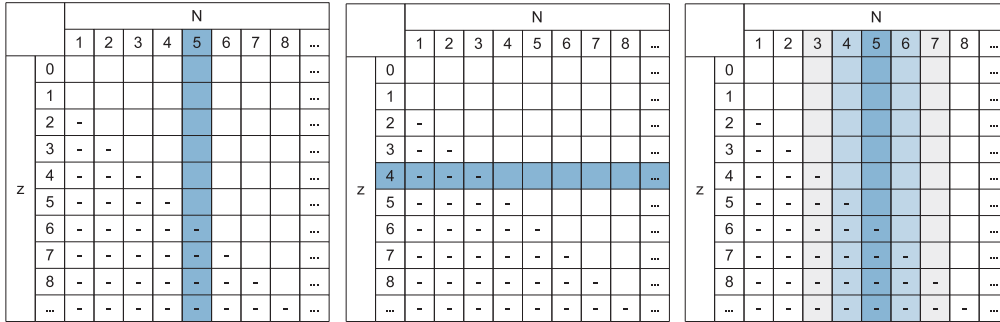 N
1 2 3 4 5 6 7 8 ...
0 ...
1 ...
2 - ...
3 - - ...
4 - - - ...
z
5 - - - - ...
6 - - - - - ...
7 - - - - - - ...
8 - - - - - - - ...
... - - - - - - - - ...
N
1 2 3 4 5 6 7 8 ...
0 ...
1 ...
2 - ...
3 - - ...
4 - - - ...
z
5 - - - - ...
6 - - - - - ...
7 - - - - - - ...
8 - - - - - - - ...
... - - - - - - - - ...
N
1 2 3 4 5 6 7 8 ...
0 ...
1 ...
2 - ...
3 - - ...
4 - - - ...
z
5 - - - - ...
6 - - - - - ...
7 - - - - - - ...
8 - - - - - - - ...
... - - - - - - - - ...